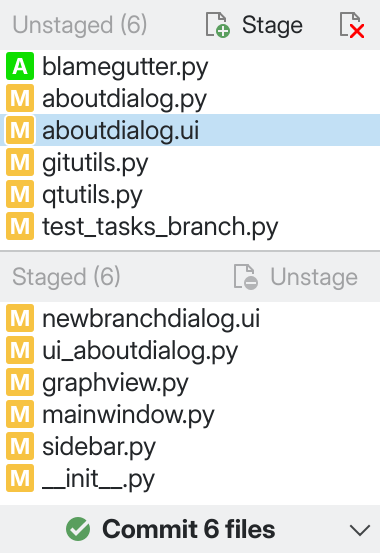 Unstaged (6) Stage
A blamegutter.py
M aboutdialog.py
M aboutdialog.ui
M gitutils.py
M qtutils.py
M test_tasks_branch.py
Staged (6) Unstage
M newbranchdialog.ui
M ui_aboutdialog.py
M graphview.py
M mainwindow.py
M sidebar.py
M __init__.py
Commit 6 files